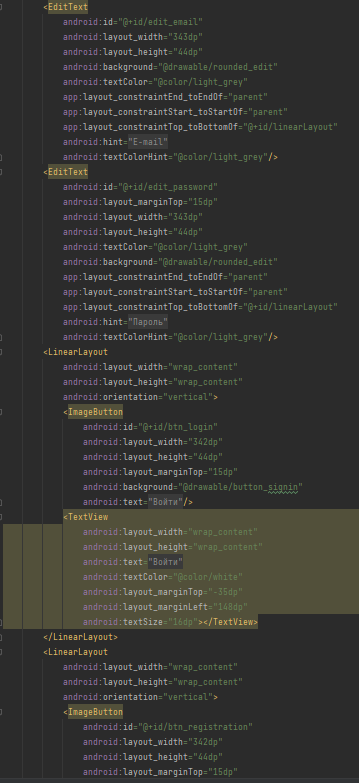 <EditText
android:id="@+id/edit_email"
android:layout_width="343dp"
android:layout_height="44dp"
android:background="@drawable/rounded_edit"
android:textColor="@color/light_grey"
app:layout_constraintEnd_toEndOf="parent"
app:layout_constraintStart_toStartOf="parent"
app:layout_constraintTop_toBottomOf="@+id/linearLayout"
android:hint="E-mail"
android:textColorHint="@color/light_grey"/>
<EditText
android:id="@+id/edit_password"
android:layout_marginTop="15dp"
android:layout_width="343dp"
android:layout_height="44dp"
android:textColor="@color/light_grey"
android:background="@drawable/rounded_edit"
app:layout_constraintEnd_toEndOf="parent"
app:layout_constraintStart_toStartOf="parent"
app:layout_constraintTop_toBottomOf="@+id/linearLayout"
android:hint="Пароль"
android:textColorHint="@color/light_grey"/>
<LinearLayout
android:layout_width="wrap_content"
android:layout_height="wrap_content"
android:orientation="vertical">
<ImageButton
android:id="@+id/btn_login"
android:layout_width="342dp"
android:layout_height="44dp"
android:layout_marginTop="15dp"
android:background="@drawable/button_signin"
android:text="Войти"/>
<TextView
android:layout_width="wrap_content"
android:layout_height="wrap_content"
android:text="Войти"
android:textColor="@color/white"
android:layout_marginTop="-35dp"
android:layout_marginLeft="148dp"
android:textSize="16dp"></TextView>
</LinearLayout>
<LinearLayout
android:layout_width="wrap_content"
android:layout_height="wrap_content"
android:orientation="vertical">
<ImageButton
android:id="@+id/btn_registration"
android:layout_width="342dp"
android:layout_height="44dp"
android:layout_marginTop="15dp"